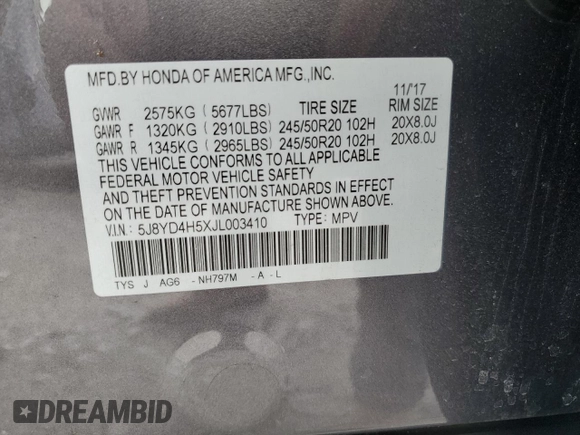 MFD.BY HONDA OF AMERICA MFG.,INC.
11/'17
GVWR 2575KG ( 5677LBS) TIRE SIZE RIM SIZE
GAWR F 1320KG ( 2910LBS) 245/50R20 102H 20X8.0J
GAWR R 1345KG ( 2965LBS) 245/50R20 102H 20X8.0J
THIS VEHICLE CONFORMS TO ALL APPLICABLE
FEDERAL MOTOR VEHICLE SAFETY
AND THEFT PREVENTION STANDARDS IN EFFECT
ON THE DATE OF MANUFACTURE SHOWN ABOVE.
V.I.N.: 5J8YD4H5XJL003410 TYPE: MPV
TYS J AG6 -NH797M -A-L
DREAMBID